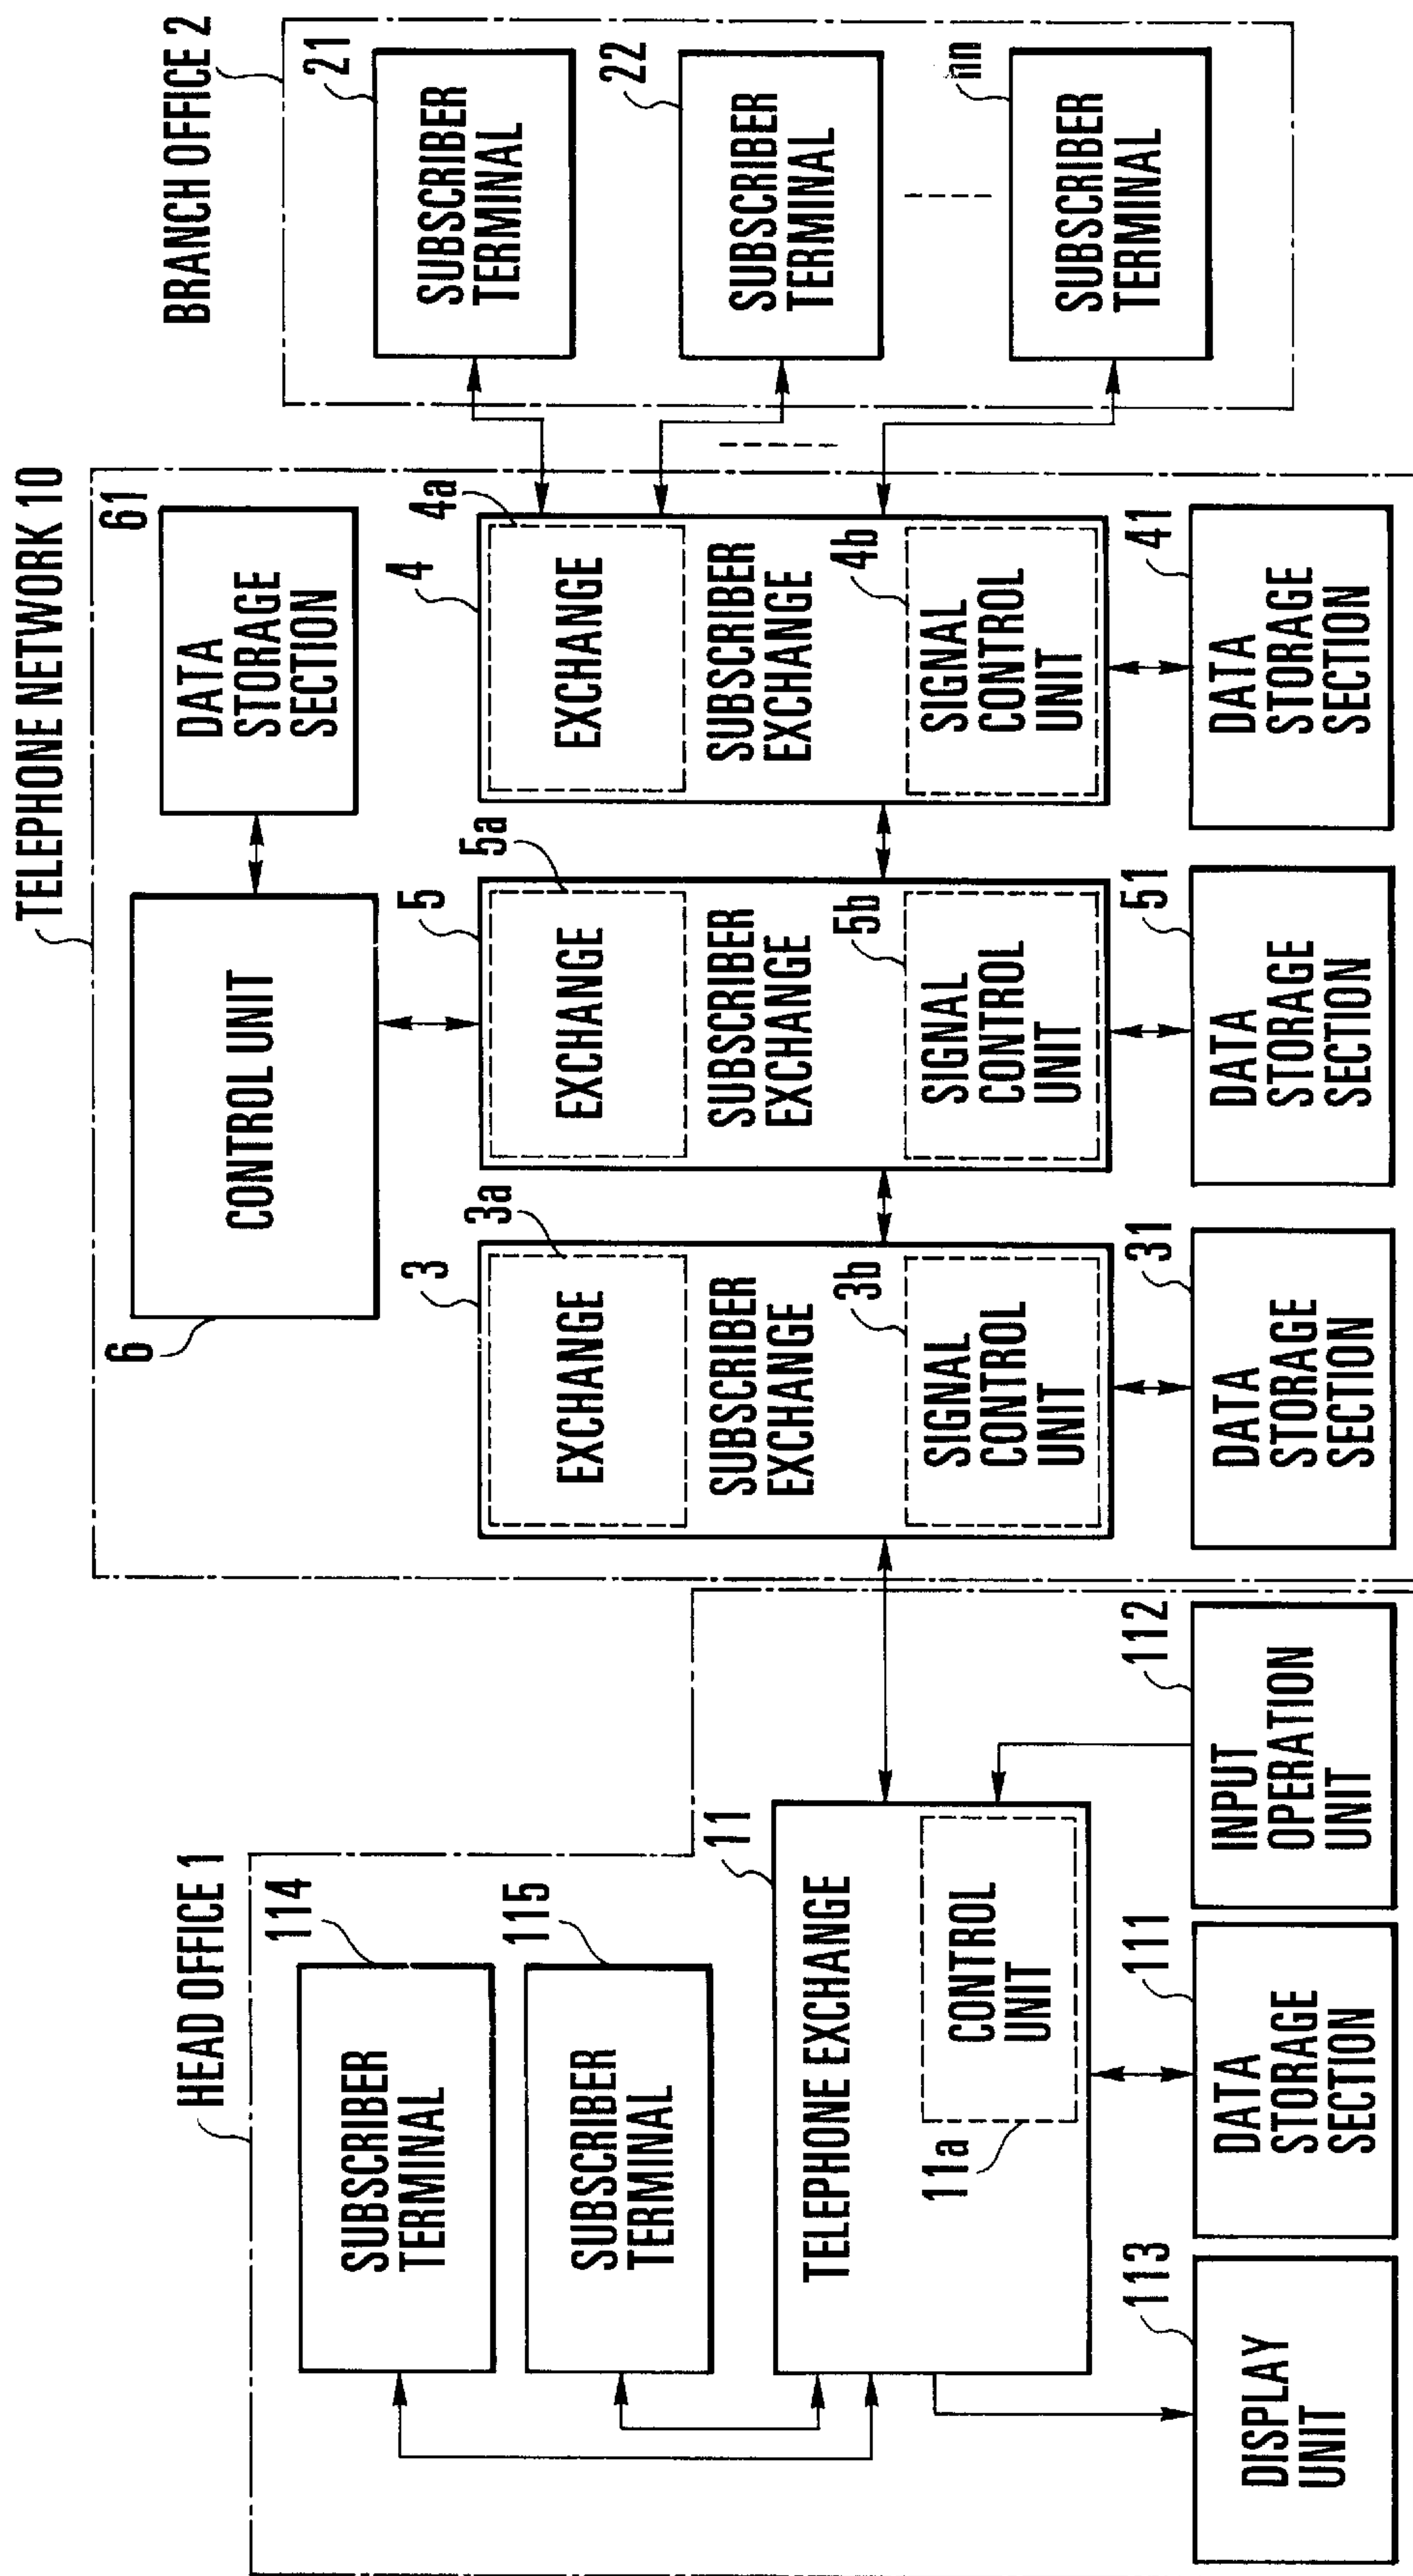 HEAD OFFICE 1
114
SUBSCRIBER
TERMINAL
115
SUBSCRIBER
TERMINAL
11
TELEPHONE EXCHANGE
CONTROL
UNIT
11a
113
DISPLAY
UNIT
111
DATA
STORAGE
SECTION
112
INPUT
OPERATION
UNIT
TELEPHONE NETWORK 10
6
CONTROL UNIT
61
DATA
STORAGE
SECTION
3
3a
EXCHANGE
SUBSCRIBER
EXCHANGE
3b
SIGNAL
CONTROL
UNIT
31
DATA
STORAGE
SECTION
5
5a
EXCHANGE
SUBSCRIBER
EXCHANGE
5b
SIGNAL
CONTROL
UNIT
51
DATA
STORAGE
SECTION
4
4a
EXCHANGE
SUBSCRIBER
EXCHANGE
4b
SIGNAL
CONTROL
UNIT
41
DATA
STORAGE
SECTION
BRANCH OFFICE 2
21
SUBSCRIBER
TERMINAL
22
SUBSCRIBER
TERMINAL
nn
SUBSCRIBER
TERMINAL